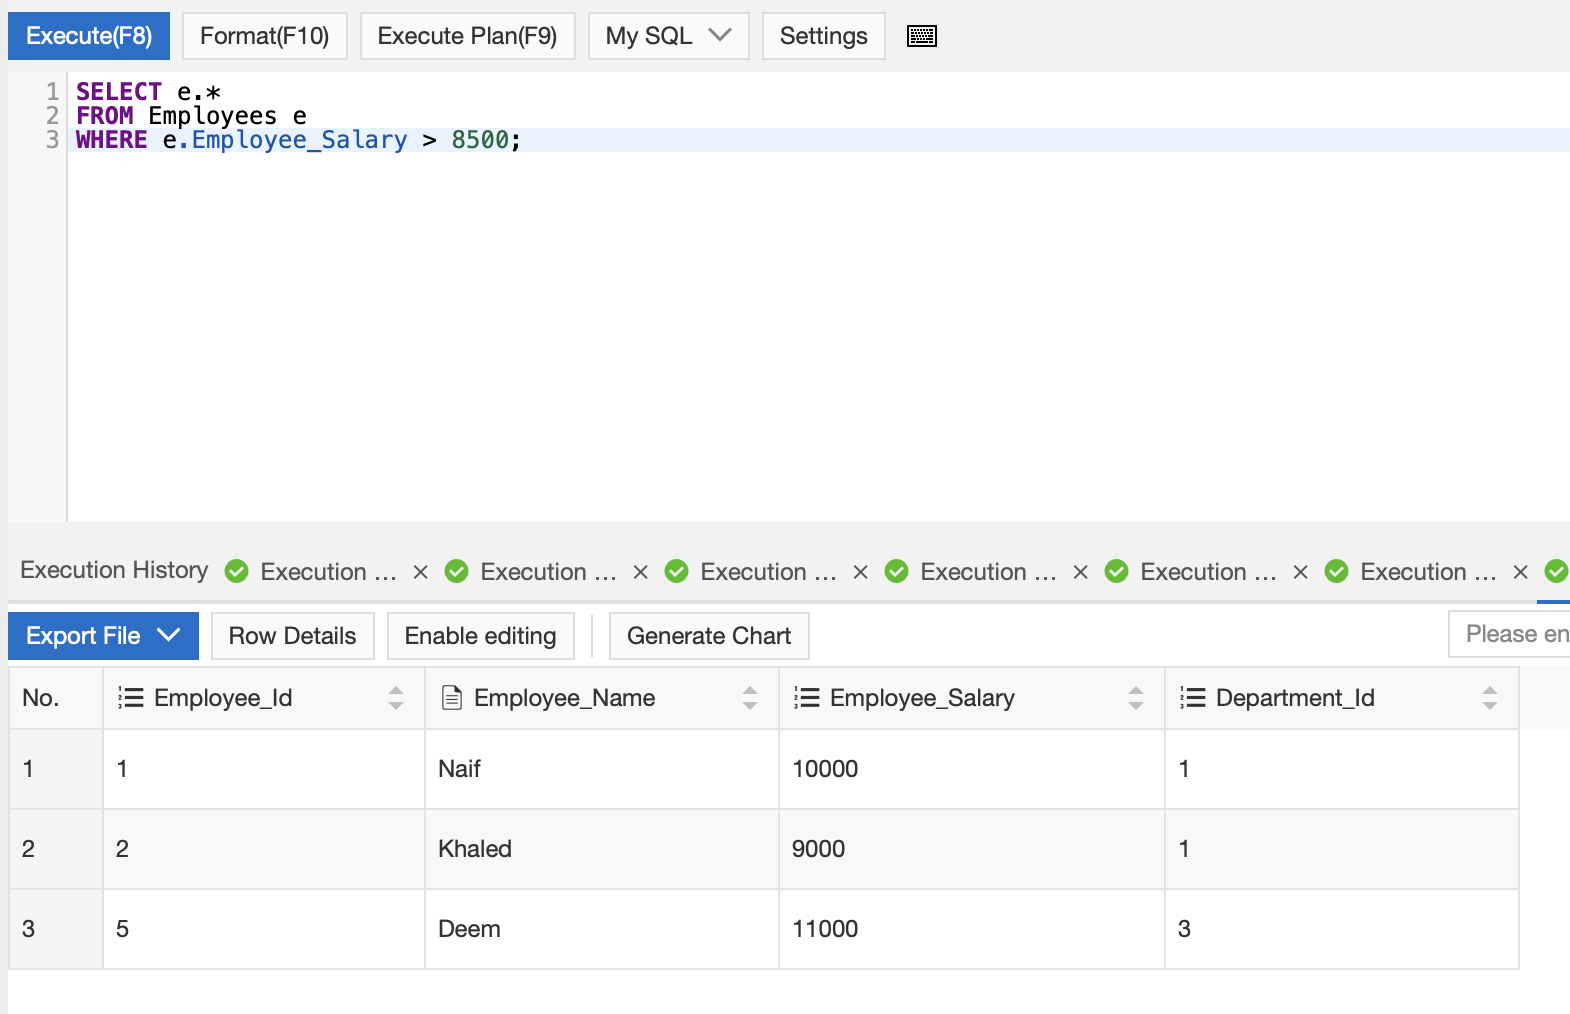 Execute(F8) Format(F10) Execute Plan(F9) My SQL Settings
1 SELECT e.*
2 FROM Employees e
3 WHERE e.Employee_Salary > 8500;
Execution History Execution ... × Execution ... × Execution ... × Execution ... × Execution ... × Execution ... ×
Export File Row Details Enable editing Generate Chart Please en
No. Employee_Id Employee_Name Employee_Salary Department_Id
1 1 Naif 10000 1
2 2 Khaled 9000 1
3 5 Deem 11000 3